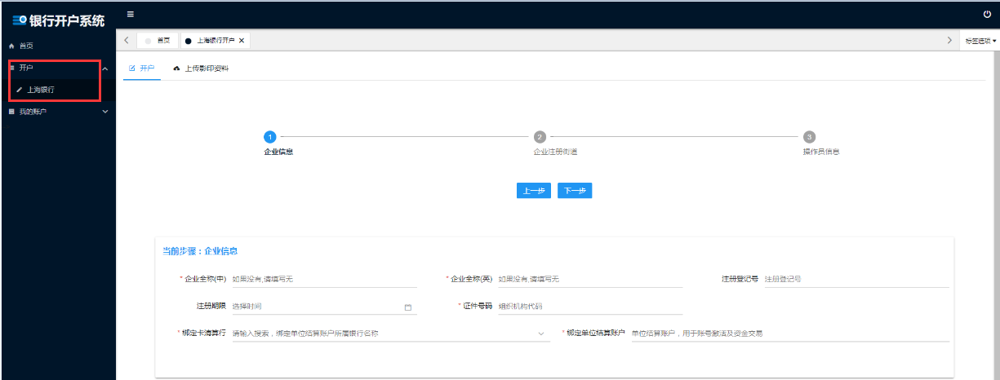 银行开户系统
首页
开户
上海银行
我的账户
首页
上海银行开户
标签选项
开户
上传影印资料
1
2
3
企业信息
企业注册街道
操作员信息
上一步
下一步
当前步骤：企业信息
* 企业全称(中) 如果没有,请填写无
* 企业全称(英) 如果没有,请填写无
注册登记号 注册登记号
注册期限 选择时间
* 证件号码 组织机构代码
* 绑定卡清算行 请输入搜索，绑定单位结算账户所属银行名称
* 绑定单位结算账户 单位结算账户，用于账号激活及资金交易